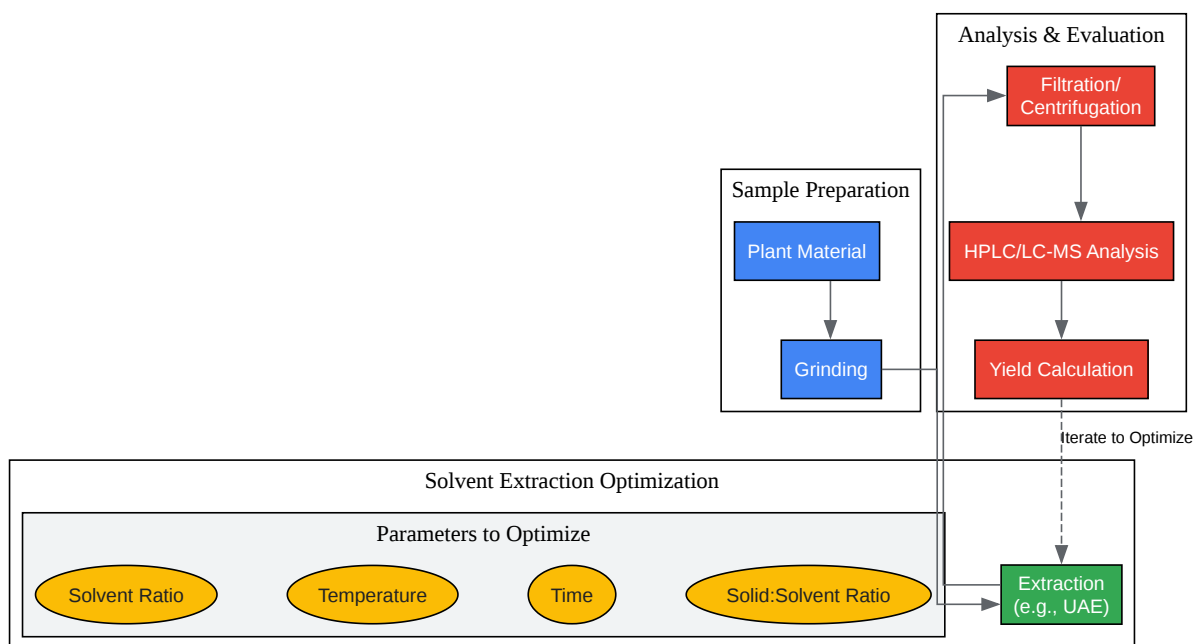 Analysis & Evaluation
Filtration/
Centrifugation
Sample Preparation
Plant Material
HPLC/LC-MS Analysis
Grinding
Yield Calculation
Iterate to Optimize
Solvent Extraction Optimization
Parameters to Optimize
Solvent Ratio
Temperature
Time
Solid:Solvent Ratio
Extraction
(e.g., UAE)